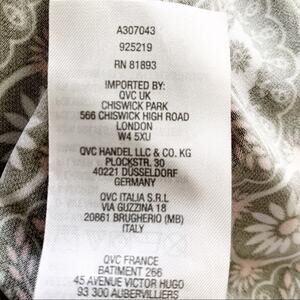 A307043
925219
RN 81893
IMPORTED BY:
QVC UK
CHISWICK PARK
566 CHISWICK HIGH ROAD
LONDON
W4 5XU
QVC HANDEL LLC & CO. KG
PLOCKSTR. 30
40221 DÜSSELDORF
GERMANY
QVC ITALIA S.R.L
VIA GUZZINA 18
20861 BRUGHERIO (MB)
ITALY
QVC FRANCE
BATIMENT 266
45 AVENUE VICTOR HUGO
93 300 AUBERVILLIERS